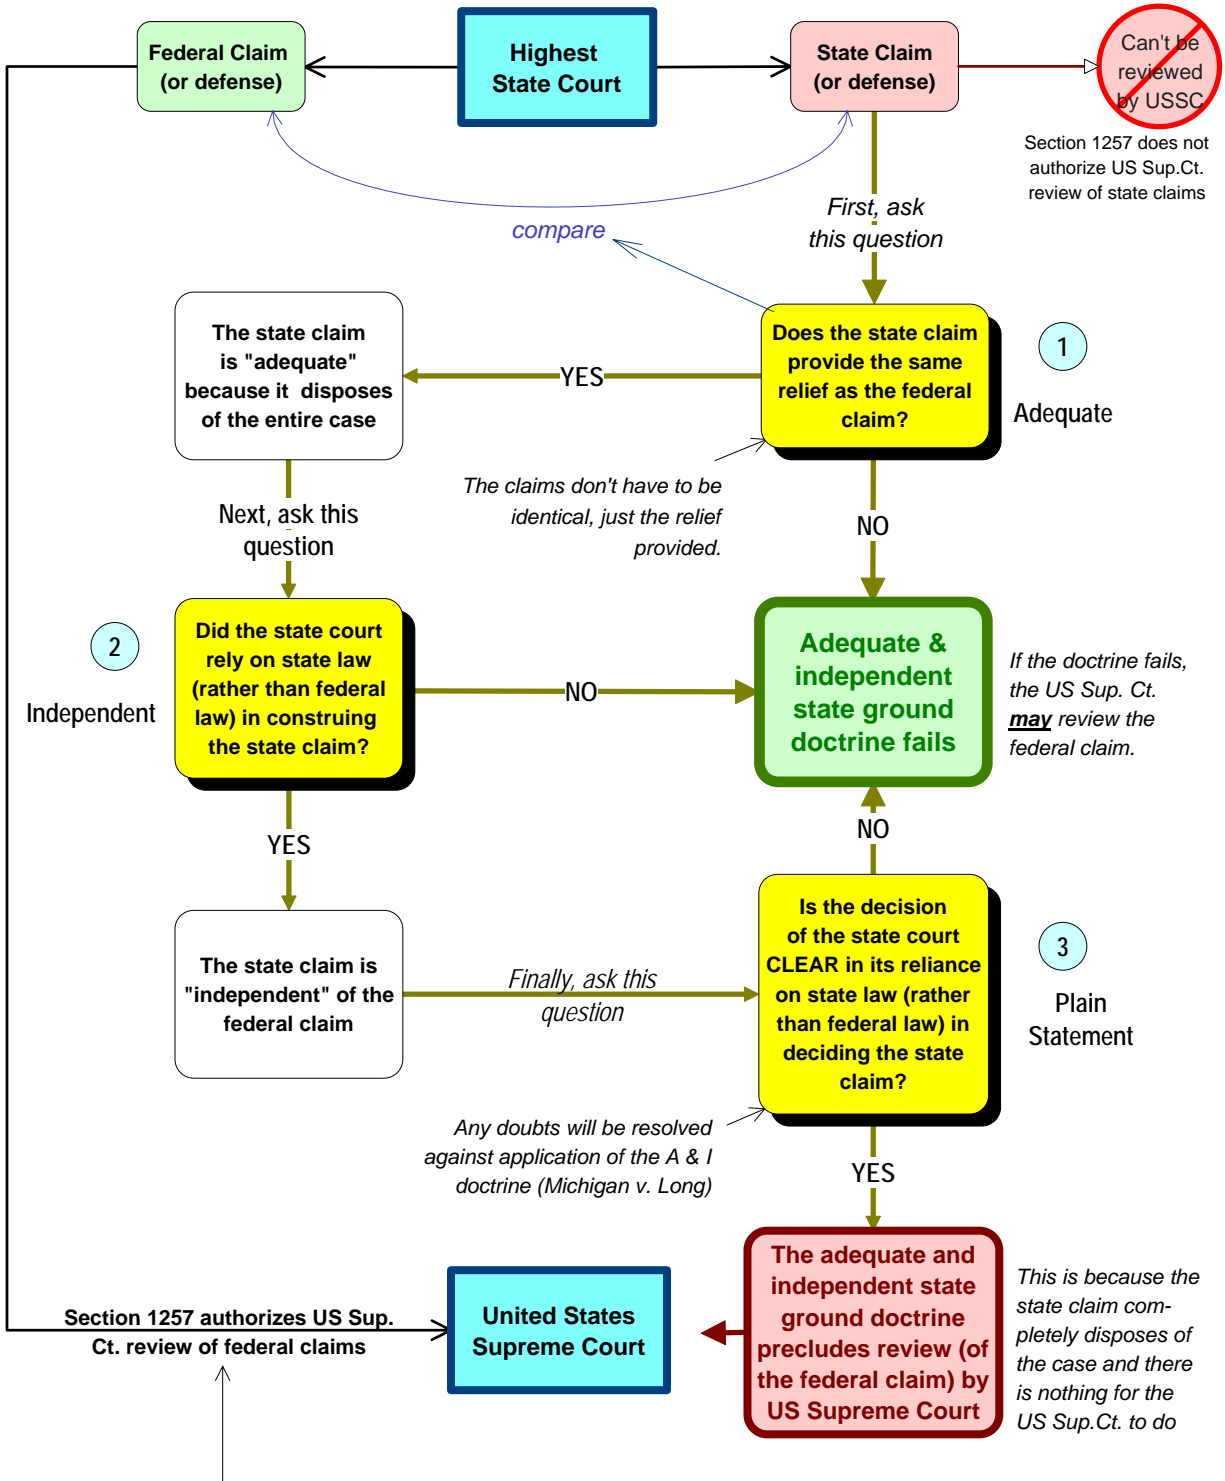 Federal Claim
(or defense)
Highest
State Court
State Claim
(or defense)
Can't be
reviewed
by USSC
Section 1257 does not
authorize US Sup.Ct.
review of state claims
First, ask
this question
compare
The state claim
is "adequate"
because it disposes
of the entire case
YES
Does the state claim
provide the same
relief as the federal
claim?
1
Adequate
The claims don't have to be
identical, just the relief
provided.
Next, ask this
question
NO
2
Independent
Did the state court
rely on state law
(rather than federal
law) in construing
the state claim?
NO
Adequate &
independent
state ground
doctrine fails
If the doctrine fails,
the US Sup. Ct.
may review the
federal claim.
YES
NO
The state claim is
"independent" of the
federal claim
Finally, ask this
question
Is the decision
of the state court
CLEAR in its reliance
on state law (rather
than federal law) in
deciding the state
claim?
3
Plain
Statement
Any doubts will be resolved
against application of the A & I
doctrine (Michigan v. Long)
YES
Section 1257 authorizes US Sup.
Ct. review of federal claims
United States
Supreme Court
The adequate and
independent state
ground doctrine
precludes review (of
the federal claim) by
US Supreme Court
This is because the
state claim com-
pletely disposes of
the case and there
is nothing for the
US Sup.Ct. to do